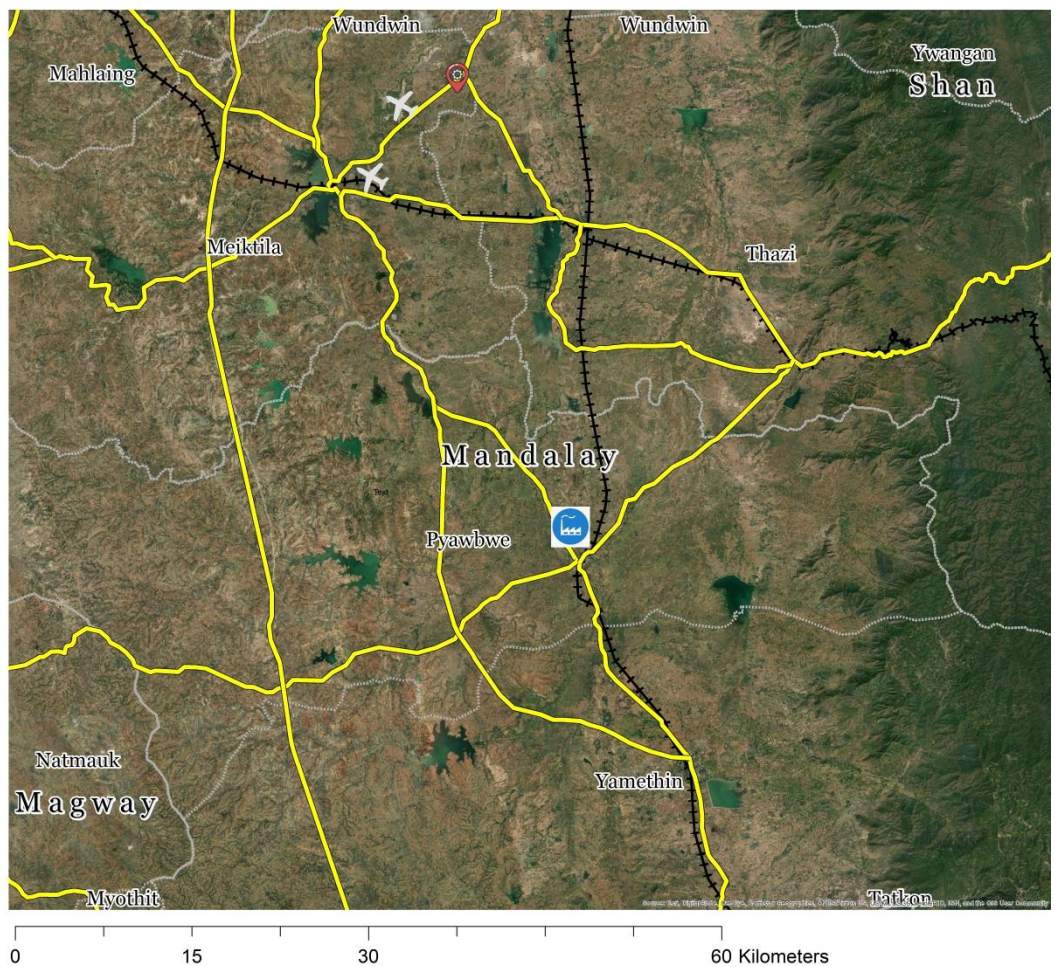 Wundwin
Wundwin
Ywangan
Mahlaing
Shan
Meiktila
Thazi
Mandalay
Text
Pyawbwe
Natmauk
Yamethin
Magway
Myothit
Tatkon
0 15 30 60 Kilometers